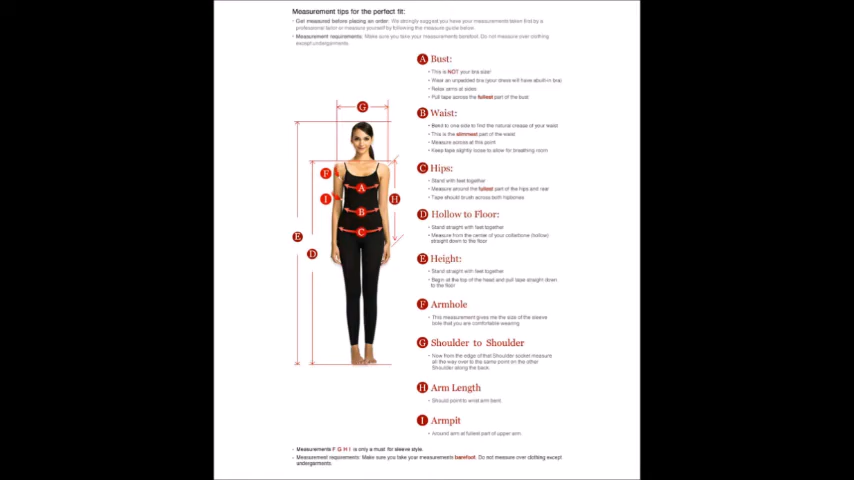 Measurement tips for the perfect fit:
• Get measured before placing an order: We strongly suggest you have your measurements taken first by a
professional tailor or measure yourself by following the measure guide below.
• Measurement requirements: Make sure you take your measurements barefoot. Do not measure over clothing
except undergarments.
A Bust:
• This is NOT your bra size!
• Wear an unpadded bra (your dress will have a built-in bra)
• Relax arms at sides
• Pull tape across the fullest part of the bust
G
B Waist:
• Bend to one side to find the natural crease of your waist
• This is the slimmest part of the waist
• Measure across at this point
• Keep tape slightly loose to allow for breathing room
C Hips:
• Stand with feet together
• Measure around the fullest part of the hips and rear
• Tape should brush across both hipbones
F
A
I
H
B
C
E
D
D Hollow to Floor:
• Stand straight with feet together
• Measure from the center of your collarbone (hollow)
straight down to the floor
E Height:
• Stand straight with feet together
• Begin at the top of the head and pull tape straight down
to the floor
F Armhole
• This measurement gives me the size of the sleeve
that you are comfortable wearing
G Shoulder to Shoulder
• Now from the edge of that Shoulder socket measure
all the way over to the same point on the other
Shoulder along the back.
H Arm Length
• Should point to wrist arm bent.
I Armpit
• Around arm at fullest part of upper arm.
• Measurements F G H I is only a must for sleeve style.
• Measurement requirements: Make sure you take your measurements barefoot. Do not measure over clothing except
undergarments.